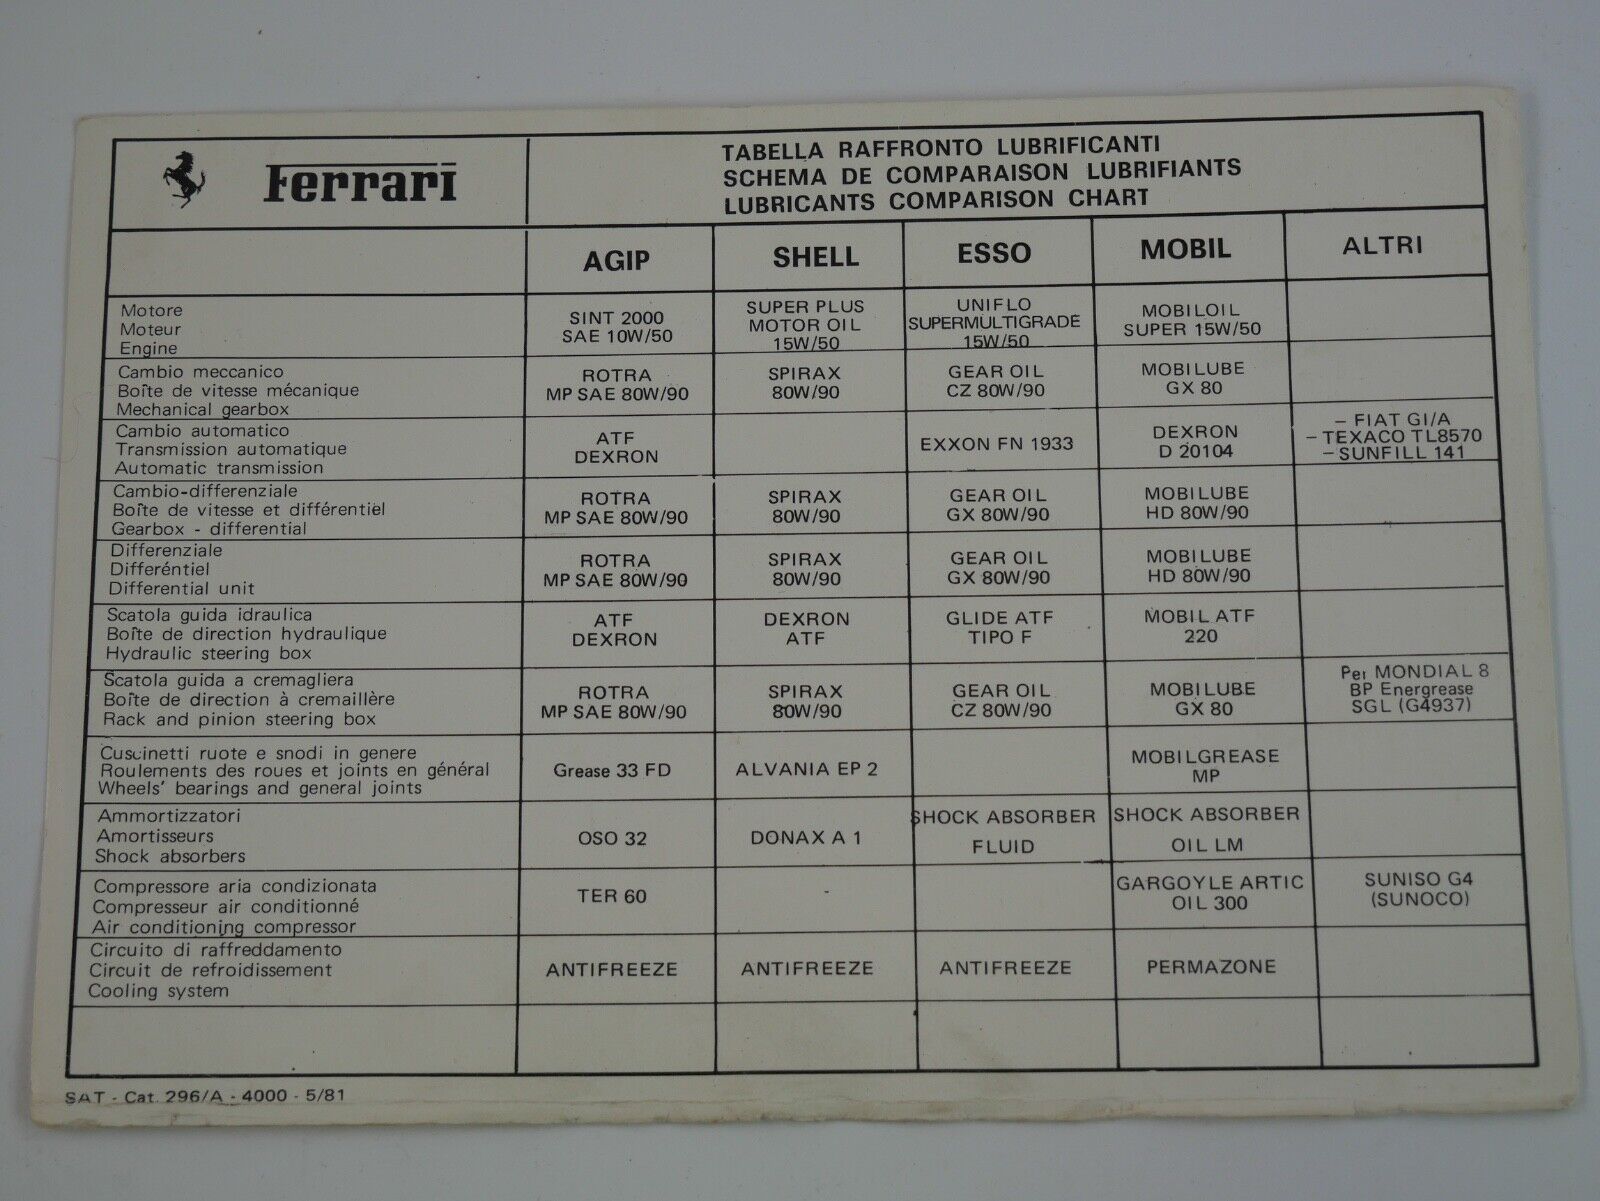 Ferrari
TABELLA RAFFRONTO LUBRIFICANTI
SCHEMA DE COMPARAISON LUBRIFIANTS
LUBRICANTS COMPARISON CHART
AGIP
SHELL
ESSO
MOBIL
ALTRI
Motore
Moteur
Engine
SINT 2000
SAE 10W/50
SUPER PLUS
MOTOR OIL
15W/50
UNIFLO
SUPERMULTIGRADE
15W/50
MOBILOIL
SUPER 15W/50
Cambio meccanico
Boîte de vitesse mécanique
Mechanical gearbox
ROTRA
MP SAE 80W/90
SPIRAX
80W/90
GEAR OIL
CZ 80W/90
MOBILUBE
GX 80
Cambio automatico
Transmission automatique
Automatic transmission
ATF
DEXRON
EXXON FN 1933
DEXRON
D 20104
- FIAT GI/A
- TEXACO TL8570
- SUNFILL 141
Cambio-differenziale
Boîte de vitesse et différentiël
Gearbox - differential
ROTRA
MP SAE 80W/90
SPIRAX
80W/90
GEAR OIL
GX 80W/90
MOBILUBE
HD 80W/90
Differenziale
Differéntiel
Differential unit
ROTRA
MP SAE 80W/90
SPIRAX
80W/90
GEAR OIL
GX 80W/90
MOBILUBE
HD 80W/90
Scatola guida idraulica
Boîte de direction hydraulique
Hydraulic steering box
ATF
DEXRON
DEXRON
ATF
GLIDE ATF
TIPO F
MOBIL ATF
220
Scatola guida a cremagliera
Boîte de direction à cremaillère
Rack and pinion steering box
ROTRA
MP SAE 80W/90
SPIRAX
80W/90
GEAR OIL
CZ 80W/90
MOBILUBE
GX 80
Per MONDIAL 8
BP Energrease
SGL (G4937)
Cuscinetti ruote e snodi in genere
Roulements des roues et joints en général
Wheels' bearings and general joints
Grease 33 FD
ALVANIA EP 2
MOBILGREASE
MP
Ammortizzatori
Amortisseurs
Shock absorbers
OSO 32
DONAX A 1
SHOCK ABSORBER
FLUID
SHOCK ABSORBER
OIL LM
Compressore aria condizionata
Compresseur air conditionné
Air conditioning compressor
TER 60
-
GARGOYLE ARTIC
OIL 300
SUNISO G4
(SUNOCO)
Circuito di raffreddamento
Circuit de refroidissement
Cooling system
ANTIFREEZE
ANTIFREEZE
ANTIFREEZE
PERMAZONE
SAT - Cat. 296/A - 4000 - 5/81